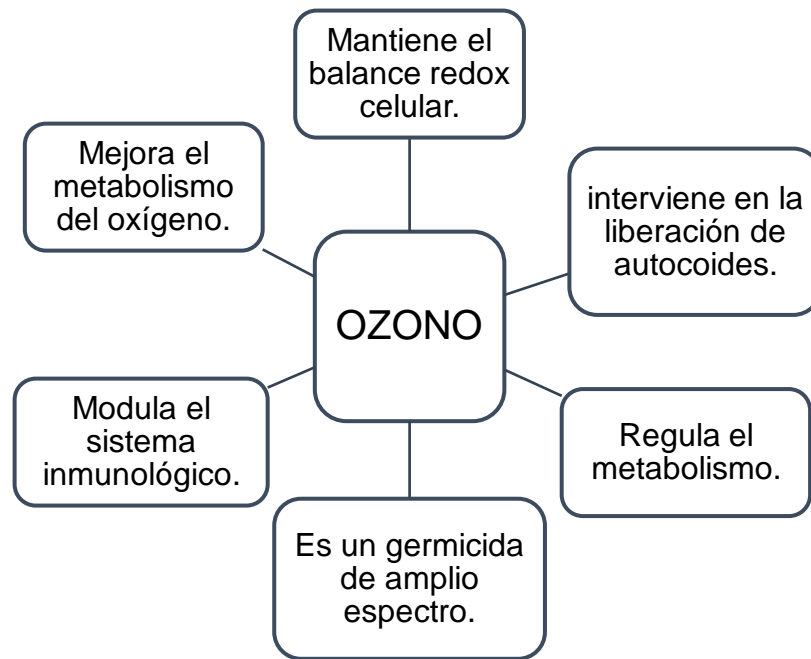 Mantiene el
balance redox
celular.
interviene en la
liberación de
autocoides.
Regula el
metabolismo.
Es un germicida
de amplio
espectro.
Modula el
sistema
inmunológico.
Mejora el
metabolismo
del oxígeno.
OZONO